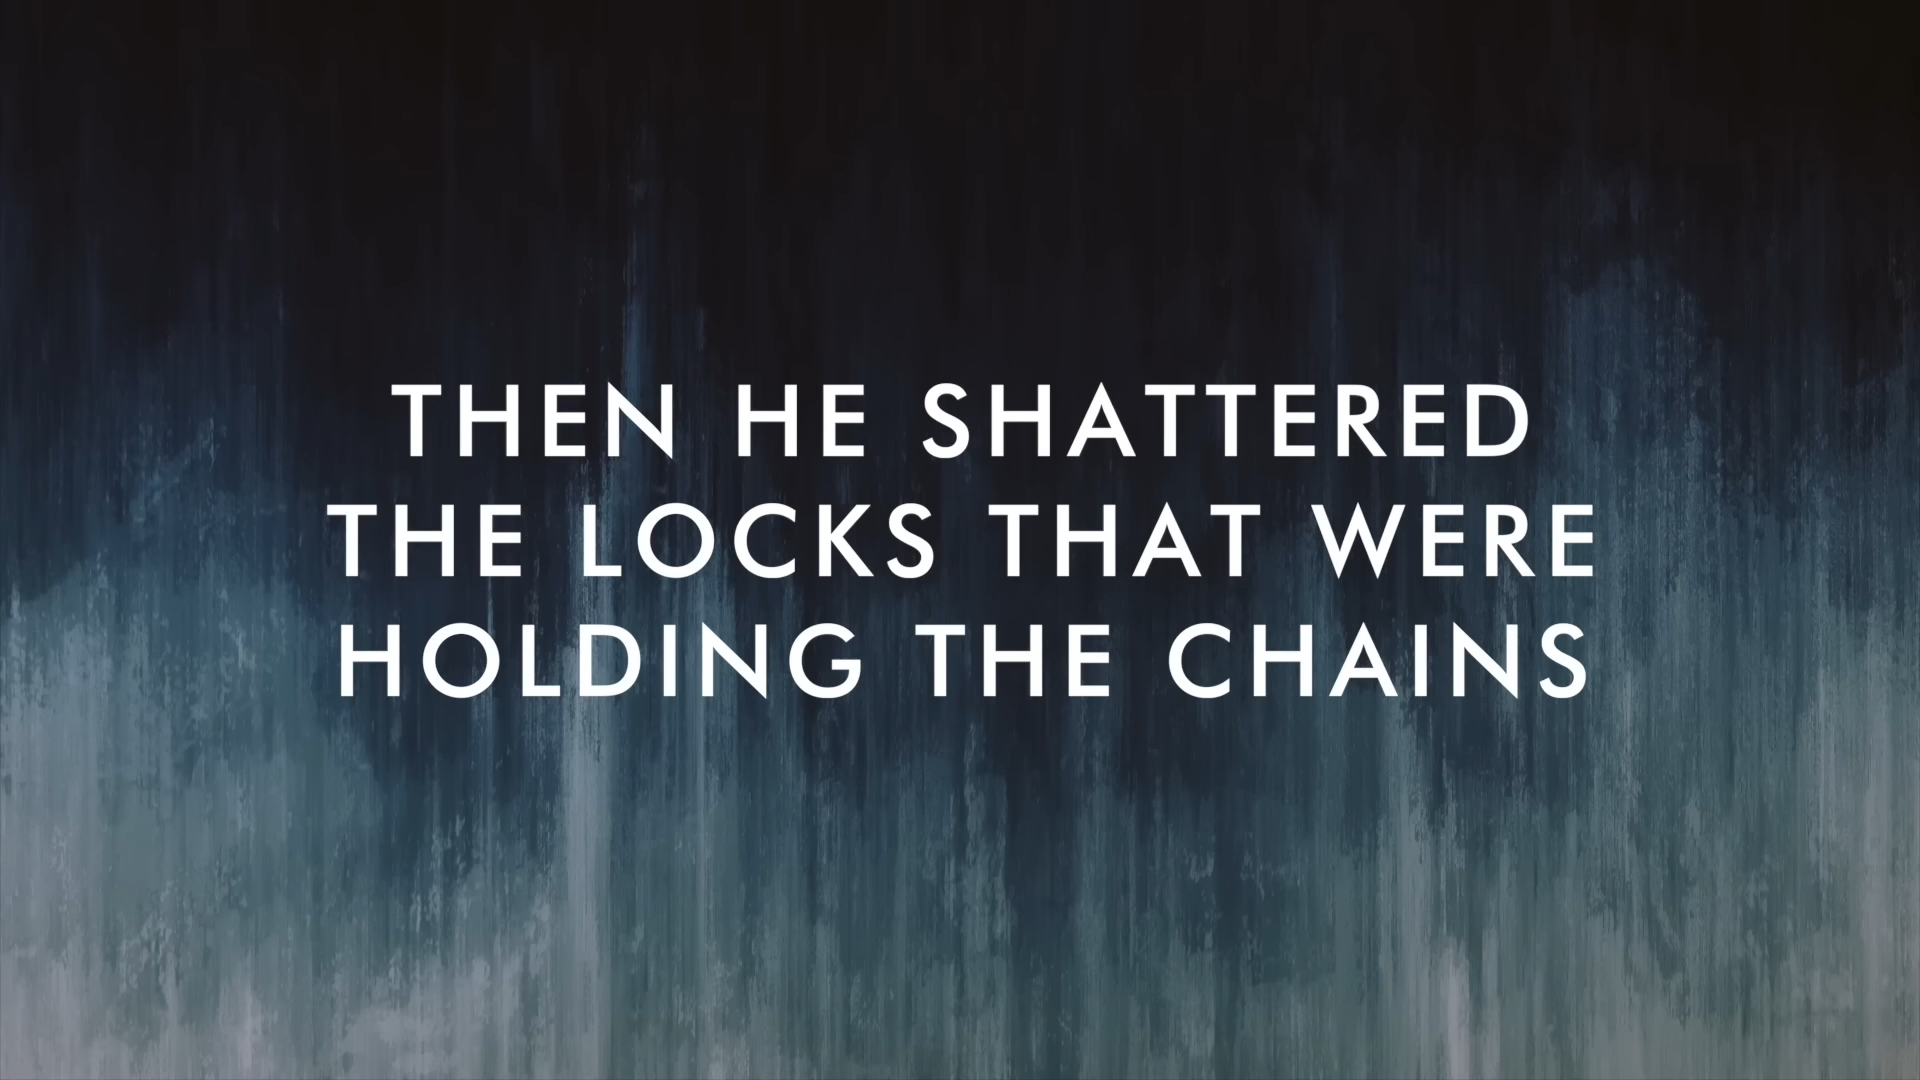 THEN HE SHATTERED
THE LOCKS THAT WERE
HOLDING THE CHAINS